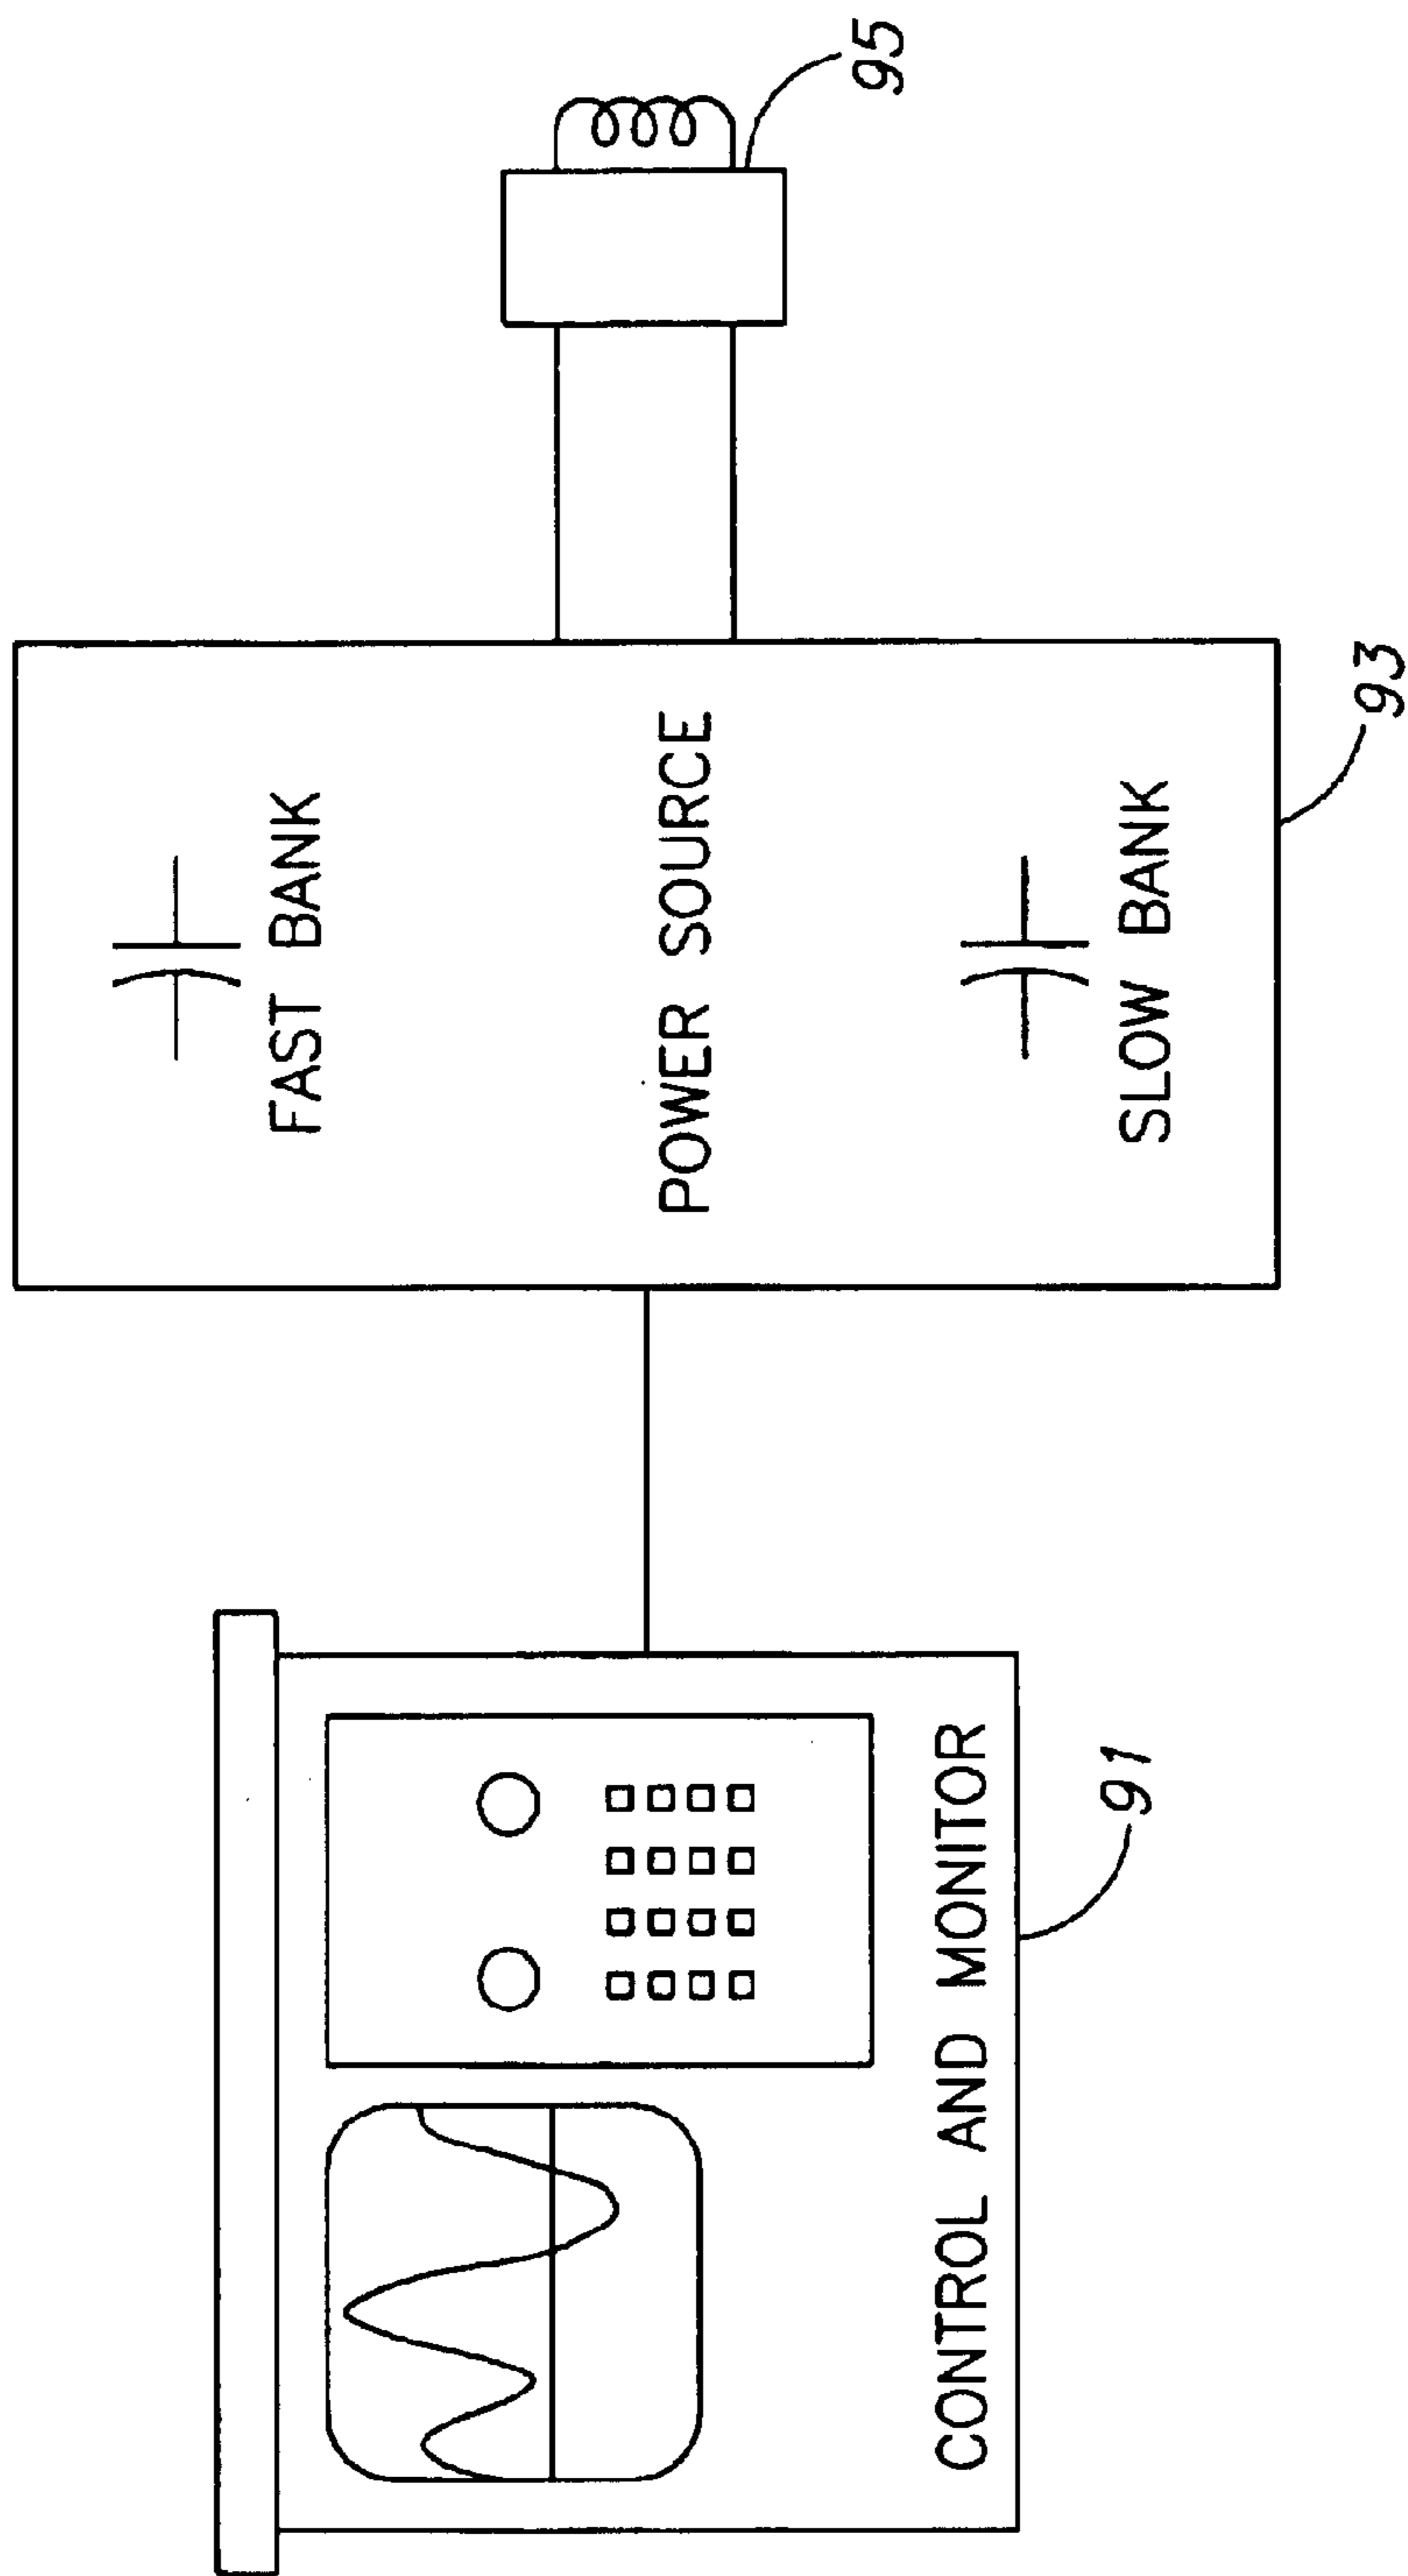 FAST BANK
POWER SOURCE
SLOW BANK
93
95
CONTROL AND MONITOR
91